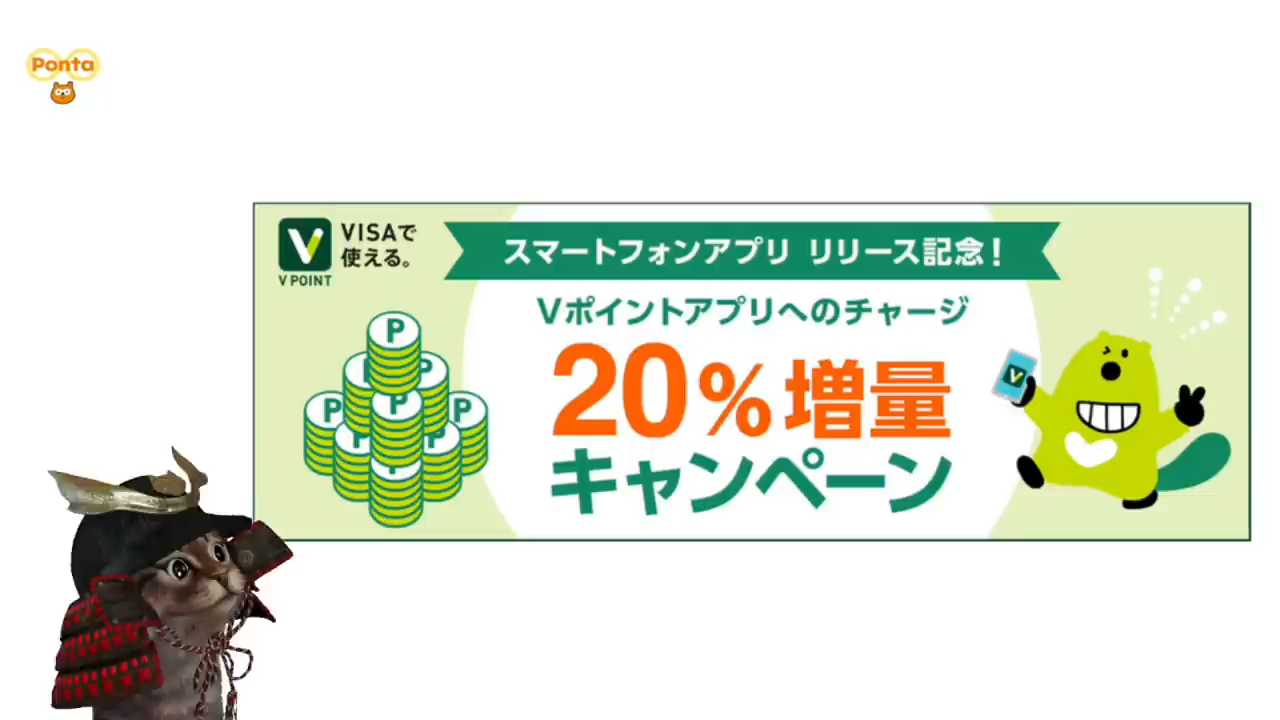 Ponta
VISAで
使える。
V POINT
スマートフォンアプリ リリース記念！
Vポイントアプリへのチャージ
20%増量
キャンペーン
P
P
P
P
P
P
P